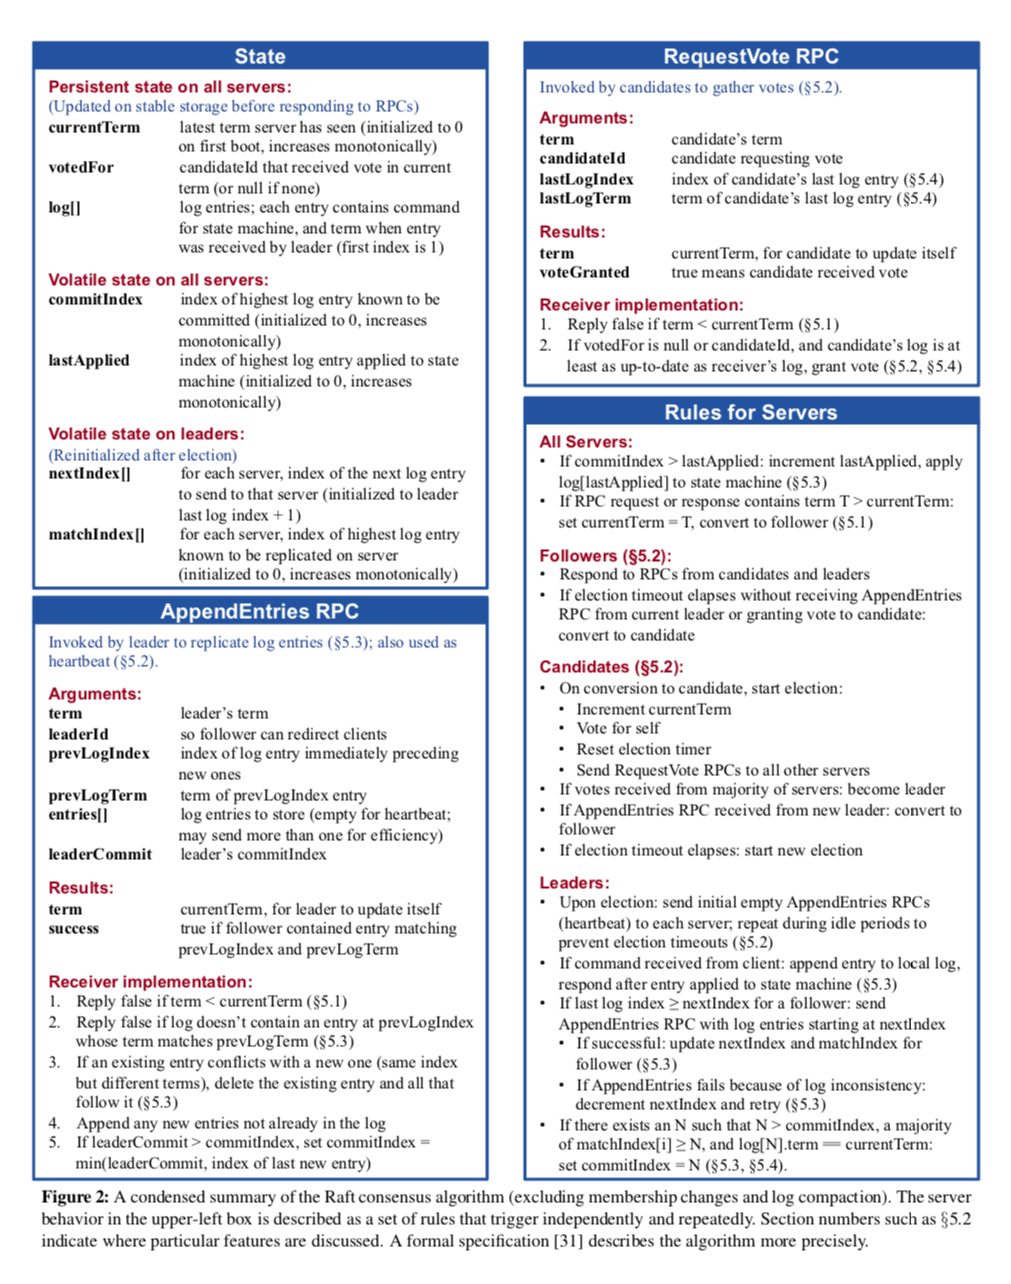 State
Persistent state on all servers:
(Updated on stable storage before responding to RPCs)
currentTerm latest term server has seen (initialized to 0
on first boot, increases monotonically)
votedFor candidateId that received vote in current
term (or null if none)
log[] log entries; each entry contains command
for state machine, and term when entry
was received by leader (first index is 1)
Volatile state on all servers:
commitIndex index of highest log entry known to be
committed (initialized to 0, increases
monotonically)
lastApplied index of highest log entry applied to state
machine (initialized to 0, increases
monotonically)
Volatile state on leaders:
(Reinitialized after election)
nextIndex[] for each server, index of the next log entry
to send to that server (initialized to leader
last log index + 1)
matchIndex[] for each server, index of highest log entry
known to be replicated on server
(initialized to 0, increases monotonically)
AppendEntries RPC
Invoked by leader to replicate log entries (§5.3); also used as
heartbeat (§5.2).
Arguments:
term leader's term
leaderId so follower can redirect clients
prevLogIndex index of log entry immediately preceding
new ones
prevLogTerm term of prevLogIndex entry
entries[] log entries to store (empty for heartbeat;
may send more than one for efficiency)
leaderCommit leader's commitIndex
Results:
term currentTerm, for leader to update itself
success true if follower contained entry matching
prevLogIndex and prevLogTerm
Receiver implementation:
1. Reply false if term < currentTerm (§5.1)
2. Reply false if log doesn't contain an entry at prevLogIndex
whose term matches prevLogTerm (§5.3)
3. If an existing entry conflicts with a new one (same index
but different terms), delete the existing entry and all that
follow it (§5.3)
4. Append any new entries not already in the log
5. If leaderCommit > commitIndex, set commitIndex =
min(leaderCommit, index of last new entry)
RequestVote RPC
Invoked by candidates to gather votes (§5.2).
Arguments:
term candidate's term
candidateId candidate requesting vote
lastLogIndex index of candidate's last log entry (§5.4)
lastLogTerm term of candidate's last log entry (§5.4)
Results:
term currentTerm, for candidate to update itself
voteGranted true means candidate received vote
Receiver implementation:
1. Reply false if term < currentTerm (§5.1)
2. If votedFor is null or candidateId, and candidate's log is at
least as up-to-date as receiver's log, grant vote (§5.2, §5.4)
Rules for Servers
All Servers:
• If commitIndex > lastApplied: increment lastApplied, apply
log[lastApplied] to state machine (§5.3)
• If RPC request or response contains term T > currentTerm:
set currentTerm = T, convert to follower (§5.1)
Followers (§5.2):
• Respond to RPCs from candidates and leaders
• If election timeout elapses without receiving AppendEntries
RPC from current leader or granting vote to candidate:
convert to candidate
Candidates (§5.2):
• On conversion to candidate, start election:
• Increment currentTerm
• Vote for self
• Reset election timer
• Send RequestVote RPCs to all other servers
• If votes received from majority of servers: become leader
• If AppendEntries RPC received from new leader: convert to
follower
• If election timeout elapses: start new election
Leaders:
• Upon election: send initial empty AppendEntries RPCs
(heartbeat) to each server; repeat during idle periods to
prevent election timeouts (§5.2)
• If command received from client: append entry to local log,
respond after entry applied to state machine (§5.3)
• If last log index ≥ nextIndex for a follower: send
AppendEntries RPC with log entries starting at nextIndex
• If successful: update nextIndex and matchIndex for
follower (§5.3)
• If AppendEntries fails because of log inconsistency:
decrement nextIndex and retry (§5.3)
• If there exists an N such that N > commitIndex, a majority
of matchIndex[i] ≥ N, and log[N].term == currentTerm:
set commitIndex = N (§5.3, §5.4).
Figure 2: A condensed summary of the Raft consensus algorithm (excluding membership changes and log compaction). The server
behavior in the upper-left box is described as a set of rules that trigger independently and repeatedly. Section numbers such as §5.2
indicate where particular features are discussed. A formal specification [31] describes the algorithm more precisely.